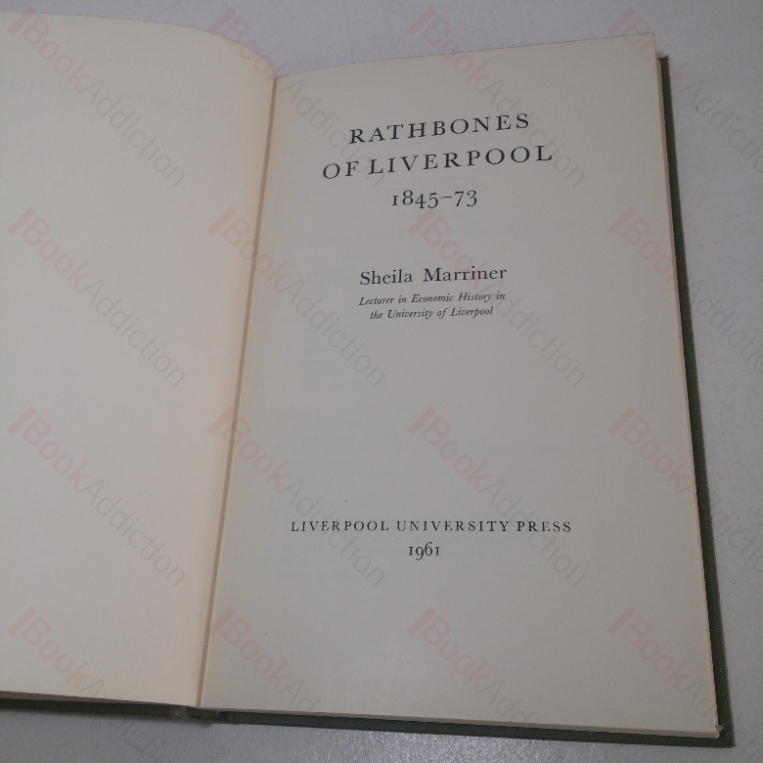 RATHBONES
OF LIVERPOOL
1845–73
Sheila Marriner
Lecturer in Economic History in
the University of Liverpool
LIVERPOOL UNIVERSITY PRESS
1961
BookAddiction